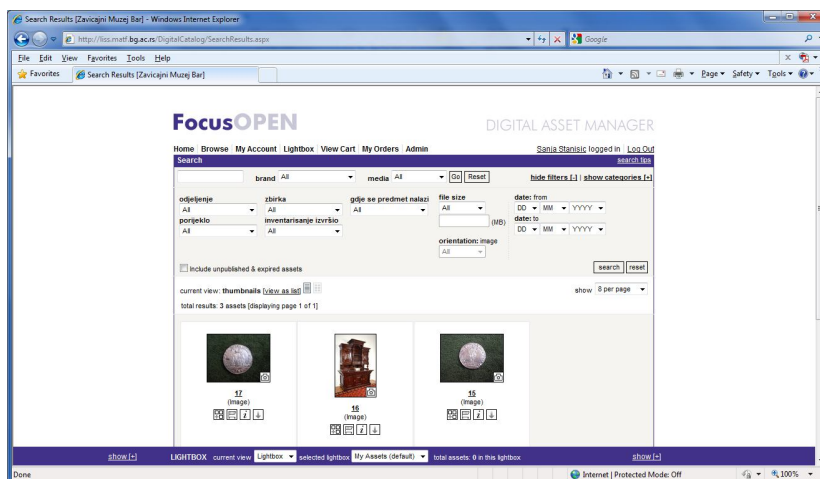 Search Results [Zavicajni Muzej Bar] - Windows Internet Explorer
http://liss.matf.bg.ac.rs/DigitalCatalog/SearchResults.aspx
Google
File Edit View Favorites Tools Help
Favorites Search Results [Zavicajni Muzej Bar] Page Safety Tools
FocusOPEN DIGITAL ASSET MANAGER
Home Browse My Account Lightbox View Cart My Orders Admin Sanja Stanisic logged in | Log Out
Search search tips
brand All media All Go Reset hide filters [-] | show categories [+]
odjeljenje zbirka gdje se predmet nalazi file size date: from
All All All All DD MM YYYY
porijeklo inventarisanje izvršio (MB) date: to
All All DD MM YYYY
orientation: image
All
Include unpublished & expired assets search reset
current view: thumbnails [view as list] show 8 per page
total results: 3 assets [displaying page 1 of 1]
17 16 15
(Image) (Image) (Image)
show [+] LIGHTBOX current view Lightbox selected lightbox My Assets (default) total assets: 0 in this lightbox show [+]
Done Internet | Protected Mode: Off 100%